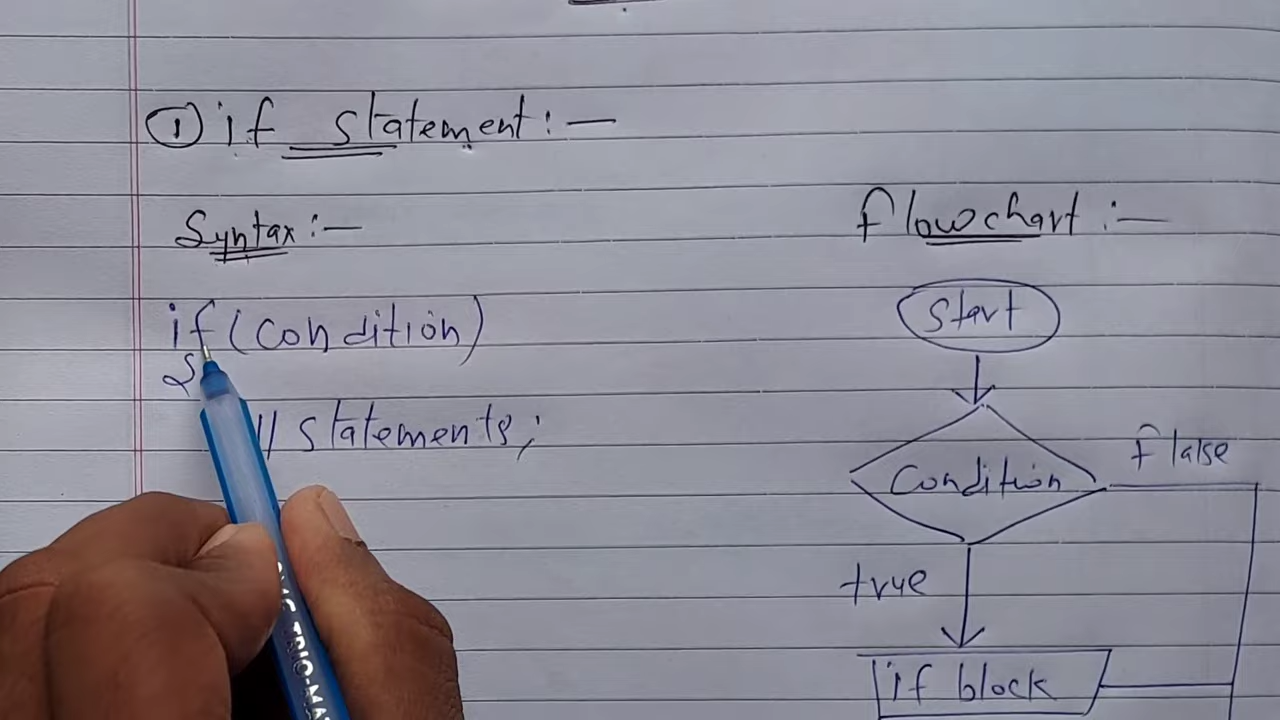 ① if statement :-
Syntax :-
if (condition)
{
// statements;
Flowchart :-
Start
Condition
false
true
if block